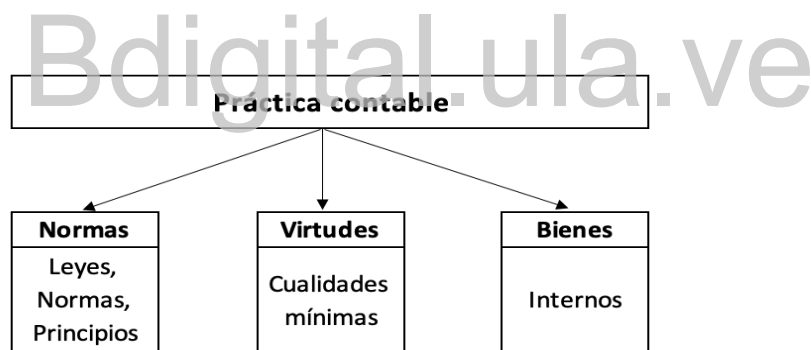 Bdigital.ula.ve
Práctica contable
Normas
Leyes,
Normas,
Principios
Virtudes
Cualidades
mínimas
Bienes
Internos